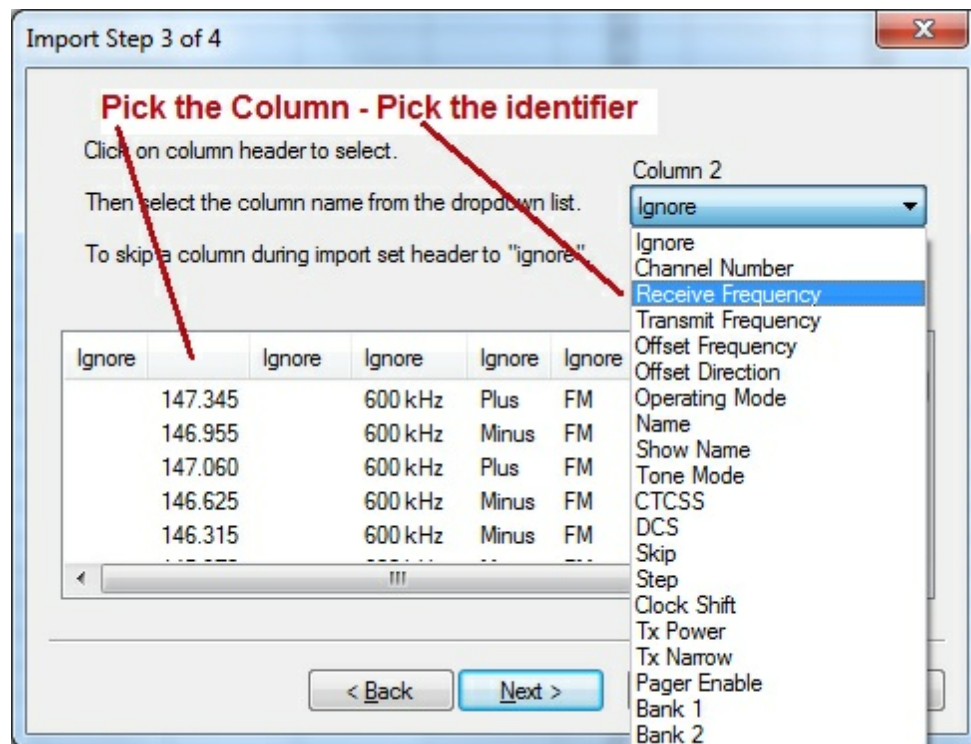 Import Step 3 of 4
Pick the Column - Pick the identifier
Click on column header to select.
Then select the column name from the dropdown list.
To skip a column during import set header to "ignore".
Column 2
Ignore
Ignore
Channel Number
Receive Frequency
Transmit Frequency
Offset Frequency
Offset Direction
Operating Mode
Name
Show Name
Tone Mode
CTCSS
DCS
Skip
Step
Clock Shift
Tx Power
Tx Narrow
Pager Enable
Bank 1
Bank 2
Ignore Ignore Ignore Ignore Ignore
147.345 600 kHz Plus FM
146.955 600 kHz Minus FM
147.060 600 kHz Plus FM
146.625 600 kHz Minus FM
146.315 600 kHz Minus FM
< Back Next >